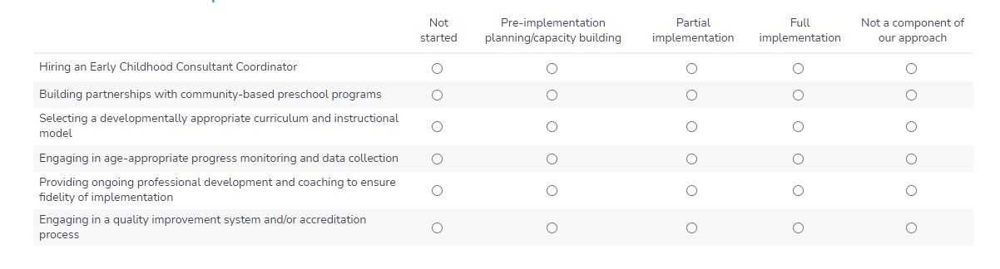 Not started
Pre-implementation planning/capacity building
Partial implementation
Full implementation
Not a component of our approach
Hiring an Early Childhood Consultant Coordinator
Building partnerships with community-based preschool programs
Selecting a developmentally appropriate curriculum and instructional
model
Engaging in age-appropriate progress monitoring and data collection
Providing ongoing professional development and coaching to ensure
fidelity of implementation
Engaging in a quality improvement system and/or accreditation
process